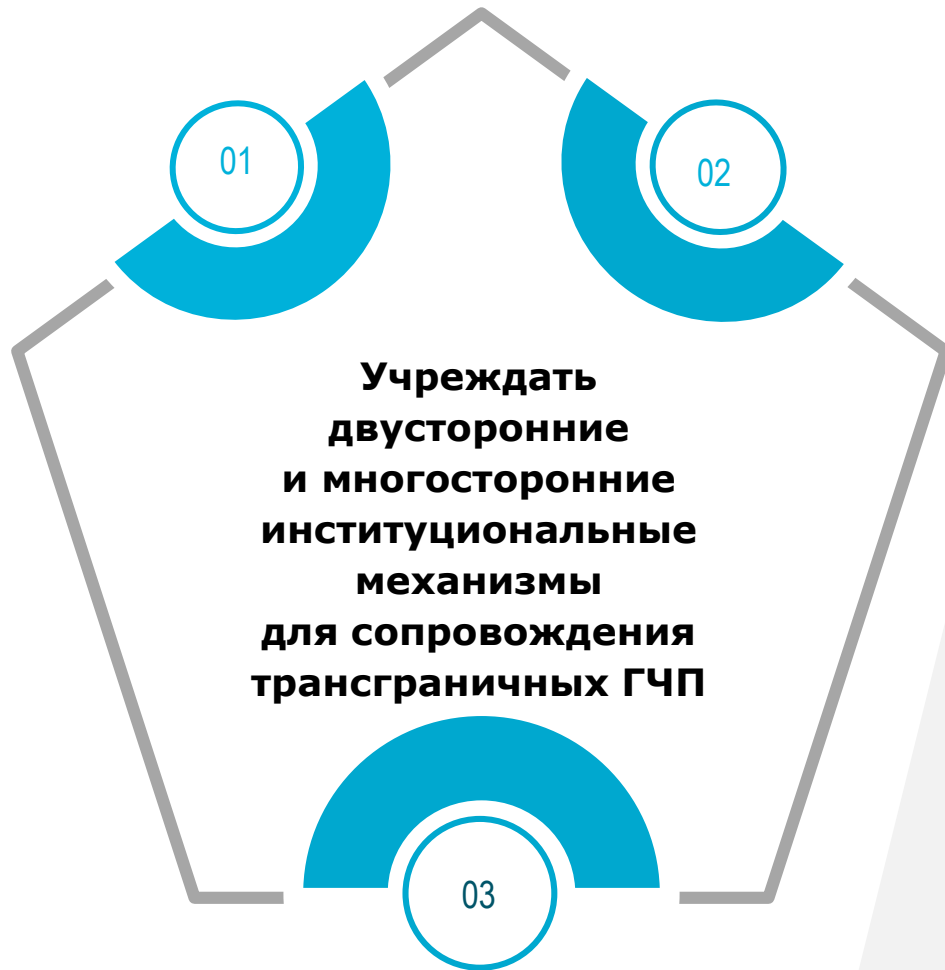 01
02
Учреждать
двусторонние
и многосторонние
институциональные
механизмы
для сопровождения
трансграничных ГЧП
03